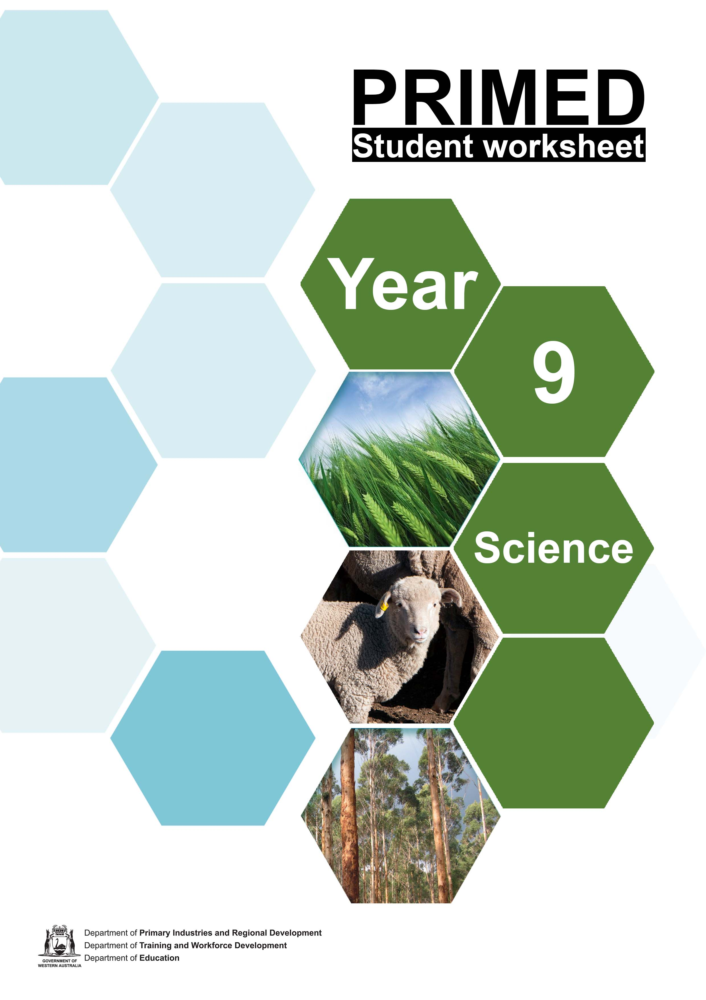 PRIMED
Student worksheet
Year
9
Science
Department of Primary Industries and Regional Development
Department of Training and Workforce Development
Department of Education
GOVERNMENT OF
WESTERN AUSTRALIA